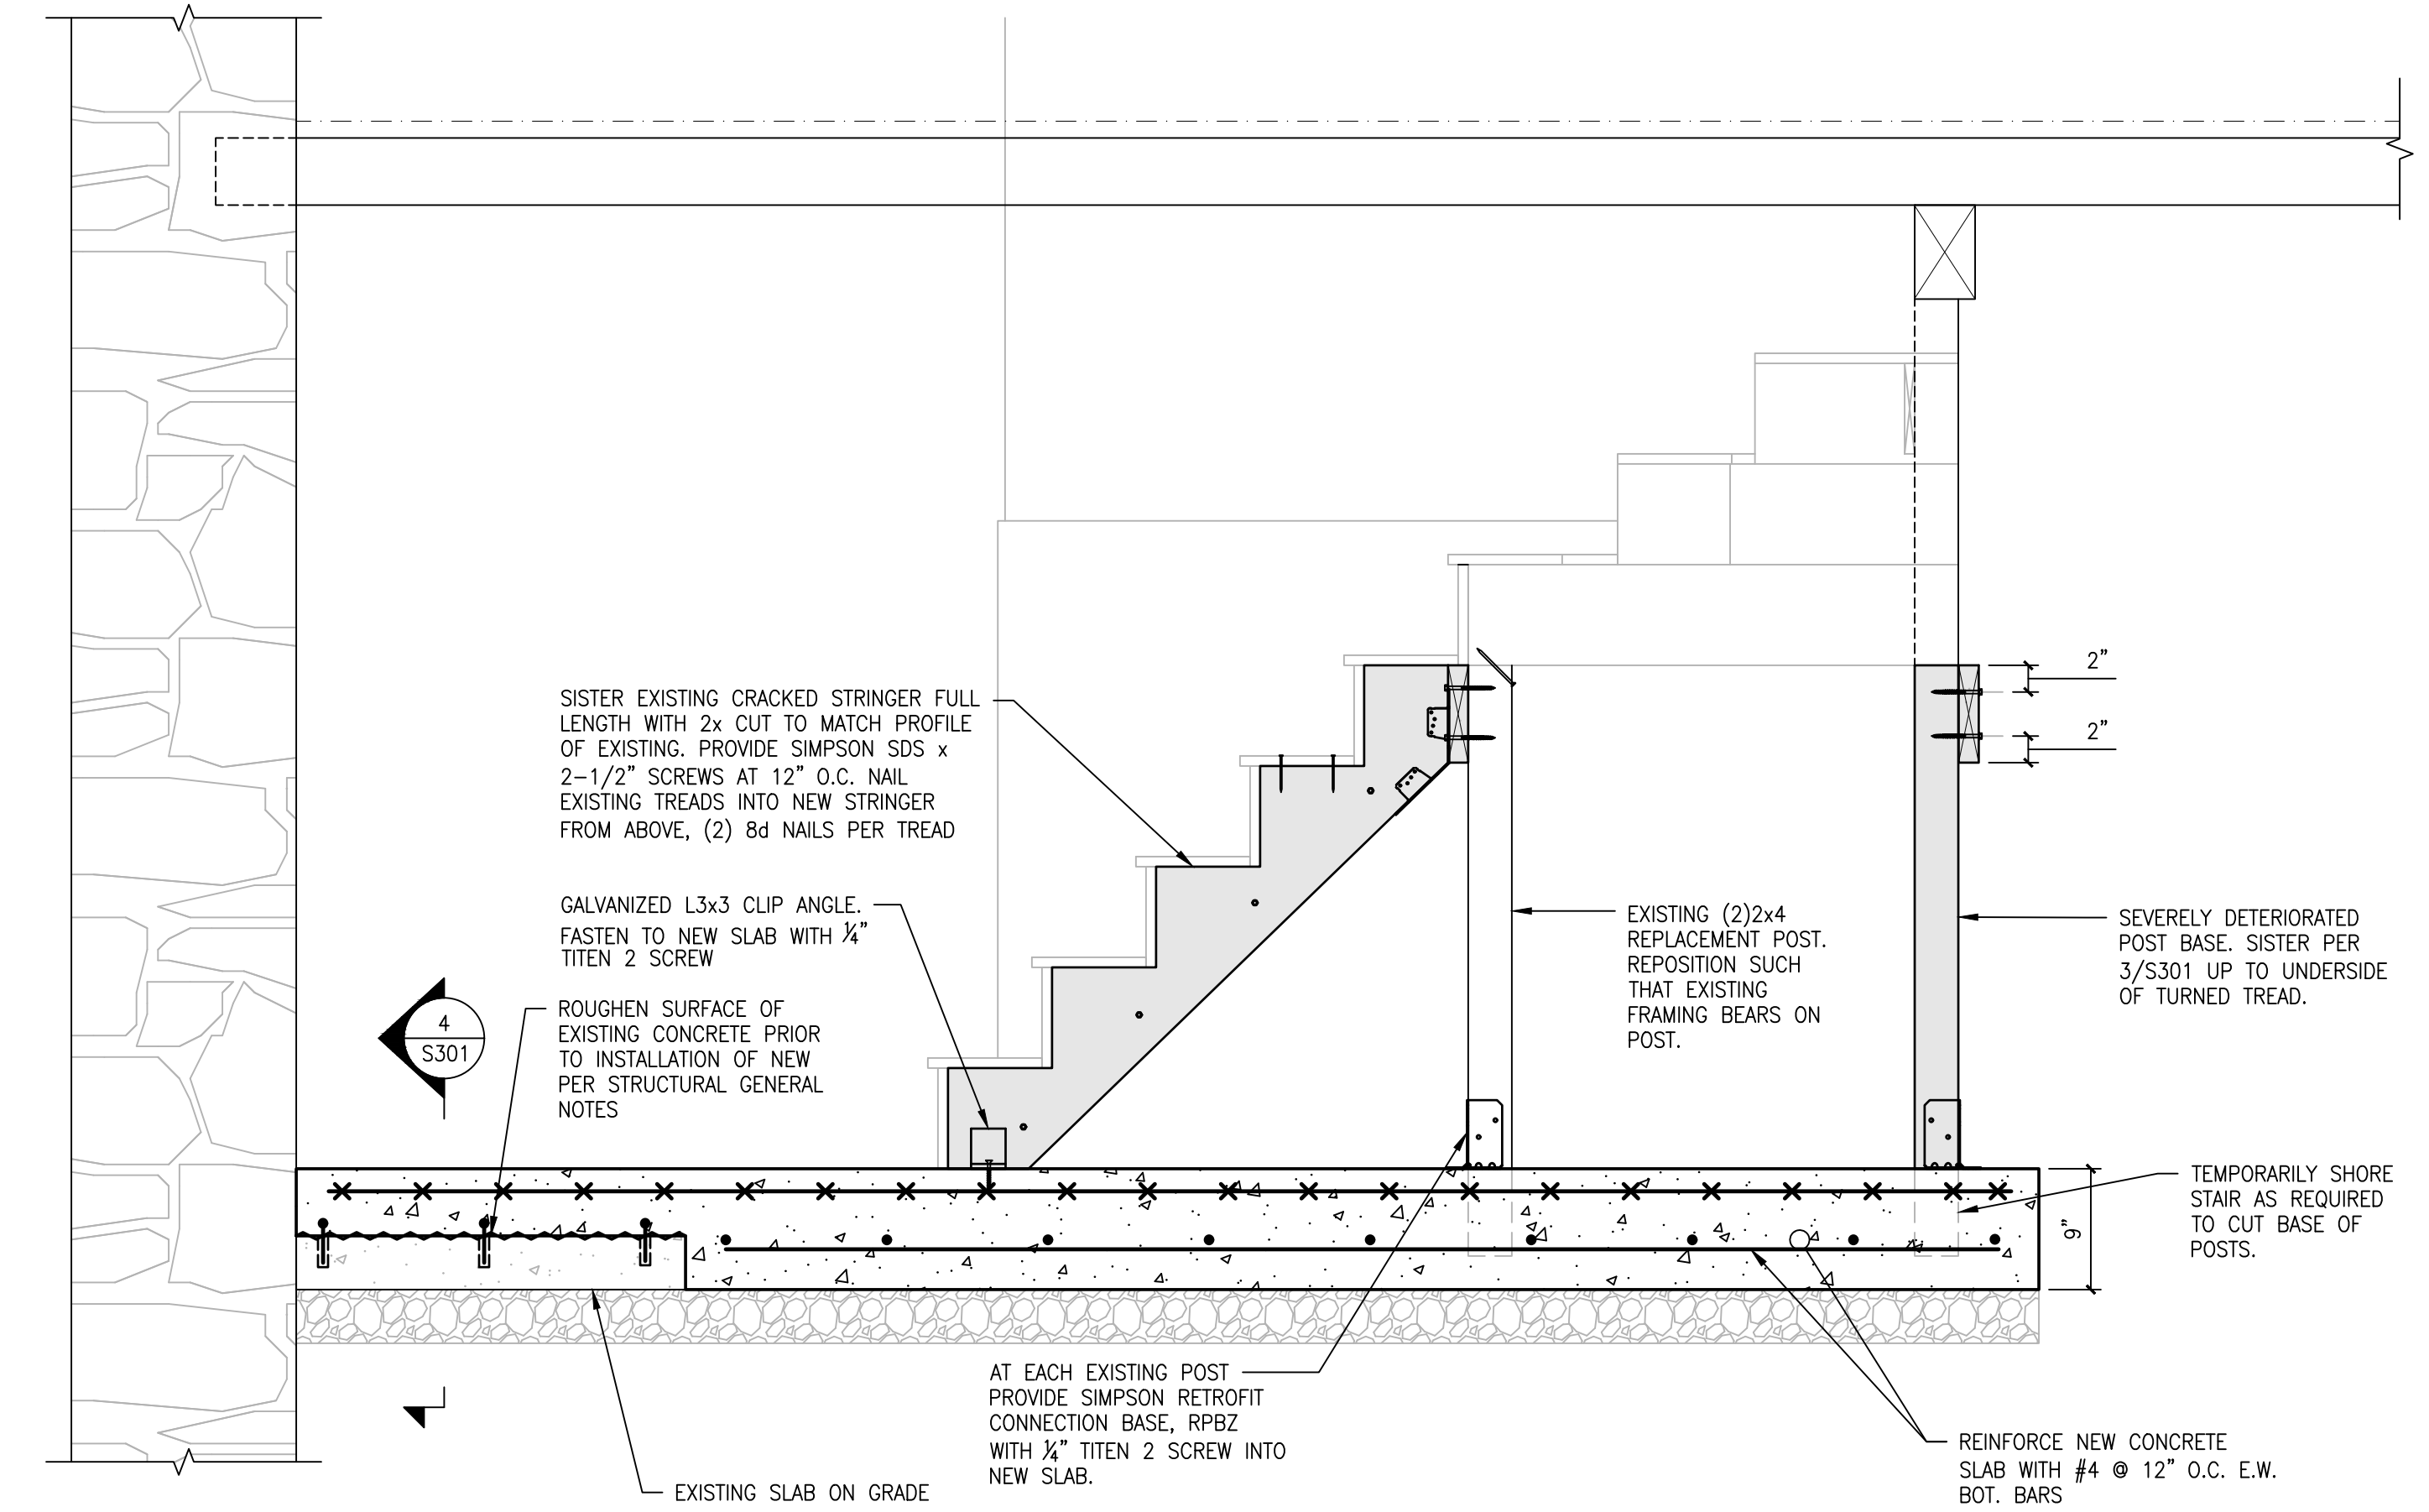 2”
2”
SISTER EXISTING CRACKED STRINGER FULL
LENGTH WITH 2x CUT TO MATCH PROFILE
OF EXISTING. PROVIDE SIMPSON SDS x
2-1/2” SCREWS AT 12” O.C. NAIL
EXISTING TREADS INTO NEW STRINGER
FROM ABOVE, (2) 8d NAILS PER TREAD
GALVANIZED L3x3 CLIP ANGLE.
FASTEN TO NEW SLAB WITH ¼”
TITEN 2 SCREW
EXISTING (2)2x4
REPLACEMENT POST.
REPOSITION SUCH
THAT EXISTING
FRAMING BEARS ON
POST.
SEVERELY DETERIORATED
POST BASE. SISTER PER
3/S301 UP TO UNDERSIDE
OF TURNED TREAD.
4
S301
ROUGHEN SURFACE OF
EXISTING CONCRETE PRIOR
TO INSTALLATION OF NEW
PER STRUCTURAL GENERAL
NOTES
TEMPORARILY SHORE
STAIR AS REQUIRED
TO CUT BASE OF
POSTS.
9”
AT EACH EXISTING POST
PROVIDE SIMPSON RETROFIT
CONNECTION BASE, RPBZ
WITH ¼” TITEN 2 SCREW INTO
NEW SLAB.
REINFORCE NEW CONCRETE
SLAB WITH #4 @ 12” O.C. E.W.
BOT. BARS
EXISTING SLAB ON GRADE